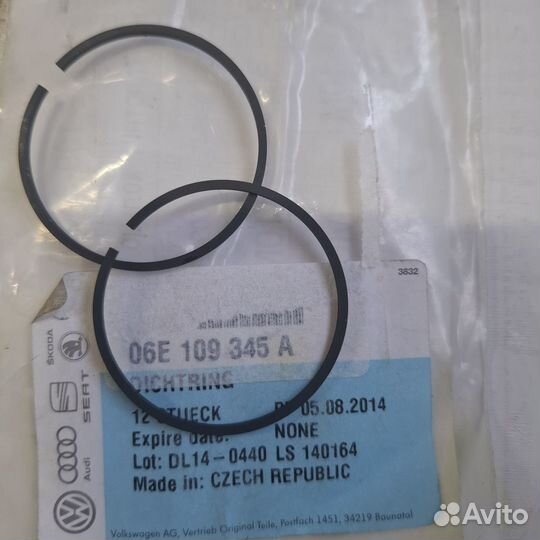 3832
06E 109 345 A
DICHTRING
12 STUECK 05.08.2014
Expire date: NONE
Lot: DL14-0440 LS 140164
Made in: CZECH REPUBLIC
ŠKODA
SEAT
Audi
Volkswagen AG, Vertrieb Original Teile, Postfach 1451, 34219 Baunatal
Avito